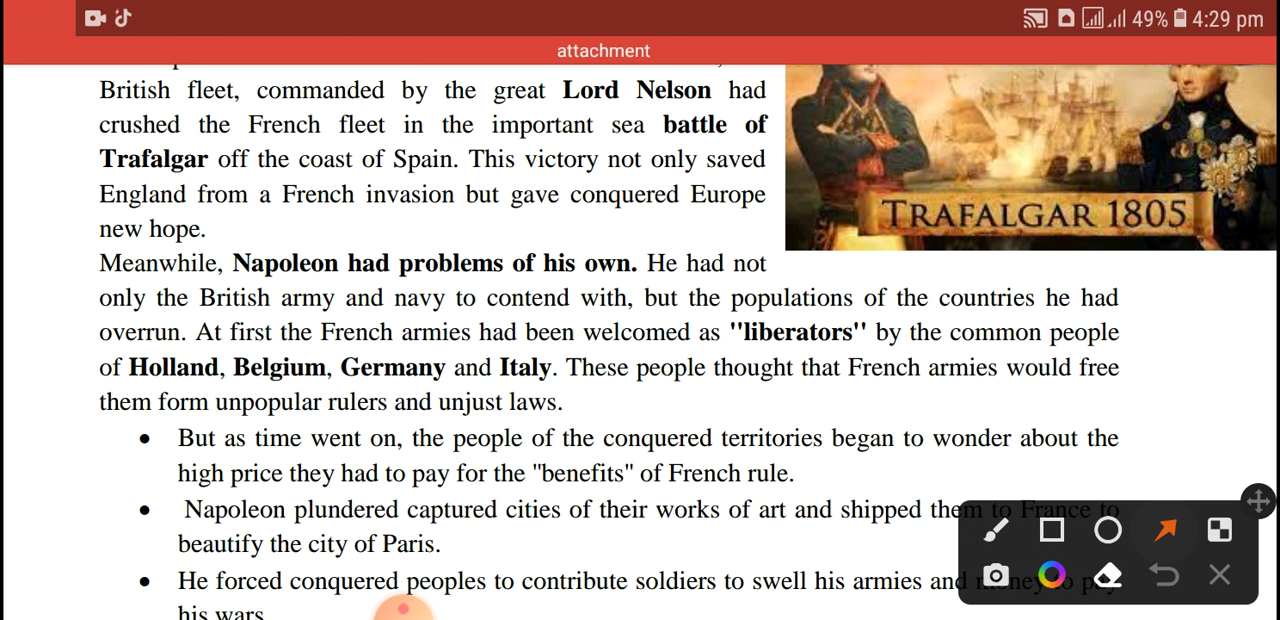 49% 4:29 pm
attachment
British fleet, commanded by the great Lord Nelson had
crushed the French fleet in the important sea battle of
Trafalgar off the coast of Spain. This victory not only saved
England from a French invasion but gave conquered Europe
new hope.
TRAFALGAR 1805
Meanwhile, Napoleon had problems of his own. He had not
only the British army and navy to contend with, but the populations of the countries he had
overrun. At first the French armies had been welcomed as "liberators" by the common people
of Holland, Belgium, Germany and Italy. These people thought that French armies would free
them form unpopular rulers and unjust laws.
• But as time went on, the people of the conquered territories began to wonder about the
high price they had to pay for the "benefits" of French rule.
• Napoleon plundered captured cities of their works of art and shipped them to France to
beautify the city of Paris.
• He forced conquered peoples to contribute soldiers to swell his armies and money to pay
his wars